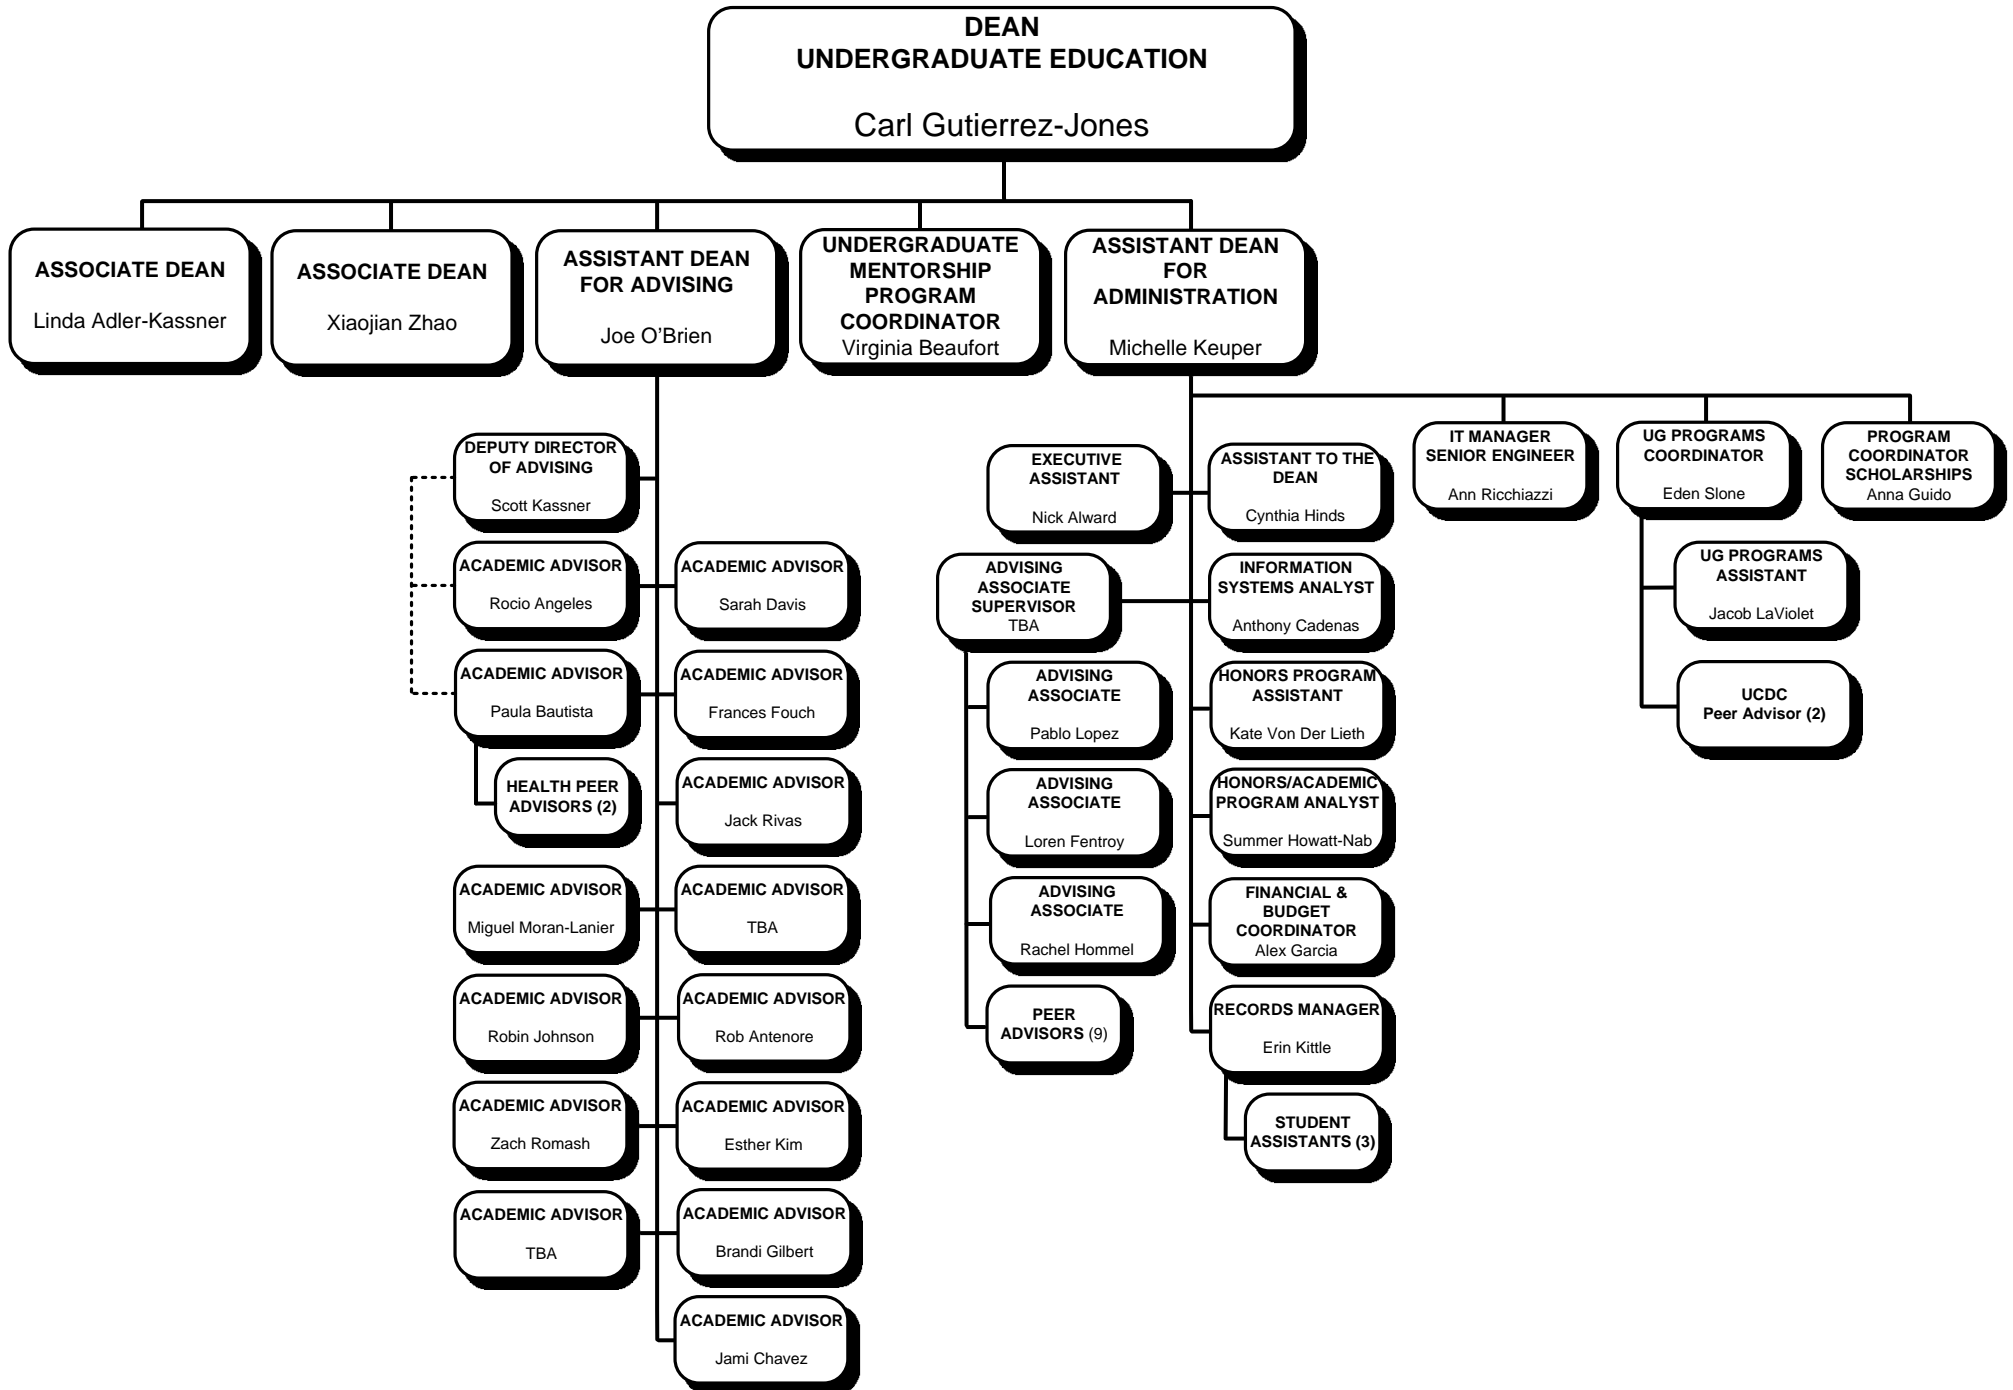 DEAN
UNDERGRADUATE EDUCATION
Carl Gutierrez-Jones
ASSOCIATE DEAN
Linda Adler-Kassner
ASSOCIATE DEAN
Xiaojian Zhao
ASSISTANT DEAN
FOR ADVISING
Joe O’Brien
UNDERGRADUATE
MENTORSHIP
PROGRAM
COORDINATOR
Virginia Beaufort
ASSISTANT DEAN
FOR
ADMINISTRATION
Michelle Keuper
DEPUTY DIRECTOR
OF ADVISING
Scott Kassner
ACADEMIC ADVISOR
Rocio Angeles
ACADEMIC ADVISOR
Sarah Davis
ACADEMIC ADVISOR
Paula Bautista
ACADEMIC ADVISOR
Frances Fouch
HEALTH PEER
ADVISORS (2)
ACADEMIC ADVISOR
Jack Rivas
ACADEMIC ADVISOR
Miguel Moran-Lanier
ACADEMIC ADVISOR
TBA
ACADEMIC ADVISOR
Robin Johnson
ACADEMIC ADVISOR
Rob Antenore
ACADEMIC ADVISOR
Zach Romash
ACADEMIC ADVISOR
Esther Kim
ACADEMIC ADVISOR
TBA
ACADEMIC ADVISOR
Brandi Gilbert
ACADEMIC ADVISOR
Jami Chavez
EXECUTIVE
ASSISTANT
Nick Alward
ASSISTANT TO THE
DEAN
Cynthia Hinds
ADVISING
ASSOCIATE
SUPERVISOR
TBA
INFORMATION
SYSTEMS ANALYST
Anthony Cadenas
ADVISING
ASSOCIATE
Pablo Lopez
HONORS PROGRAM
ASSISTANT
Kate Von Der Lieth
ADVISING
ASSOCIATE
Loren Fentroy
HONORS/ACADEMIC
PROGRAM ANALYST
Summer Howatt-Nab
ADVISING
ASSOCIATE
Rachel Hommel
FINANCIAL &
BUDGET
COORDINATOR
Alex Garcia
PEER
ADVISORS (9)
RECORDS MANAGER
Erin Kittle
STUDENT
ASSISTANTS (3)
IT MANAGER
SENIOR ENGINEER
Ann Ricchiazzi
UG PROGRAMS
COORDINATOR
Eden Slone
PROGRAM
COORDINATOR
SCHOLARSHIPS
Anna Guido
UG PROGRAMS
ASSISTANT
Jacob LaViolet
UCDC
Peer Advisor (2)